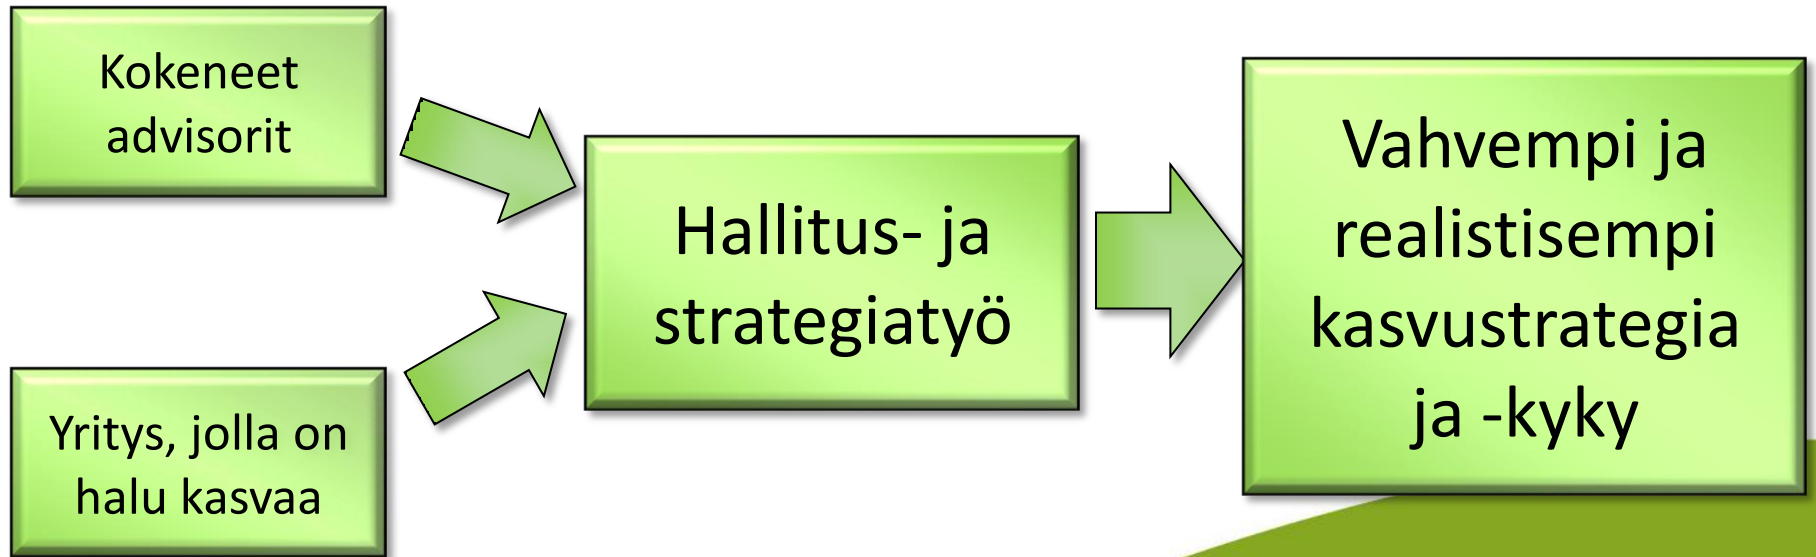 Kokeneet
advisorit
Yritys, jolla on
halu kasvaa
Hallitus- ja
strategiatyö
Vahvempi ja
realistisempi
kasvustrategia
ja -kyky